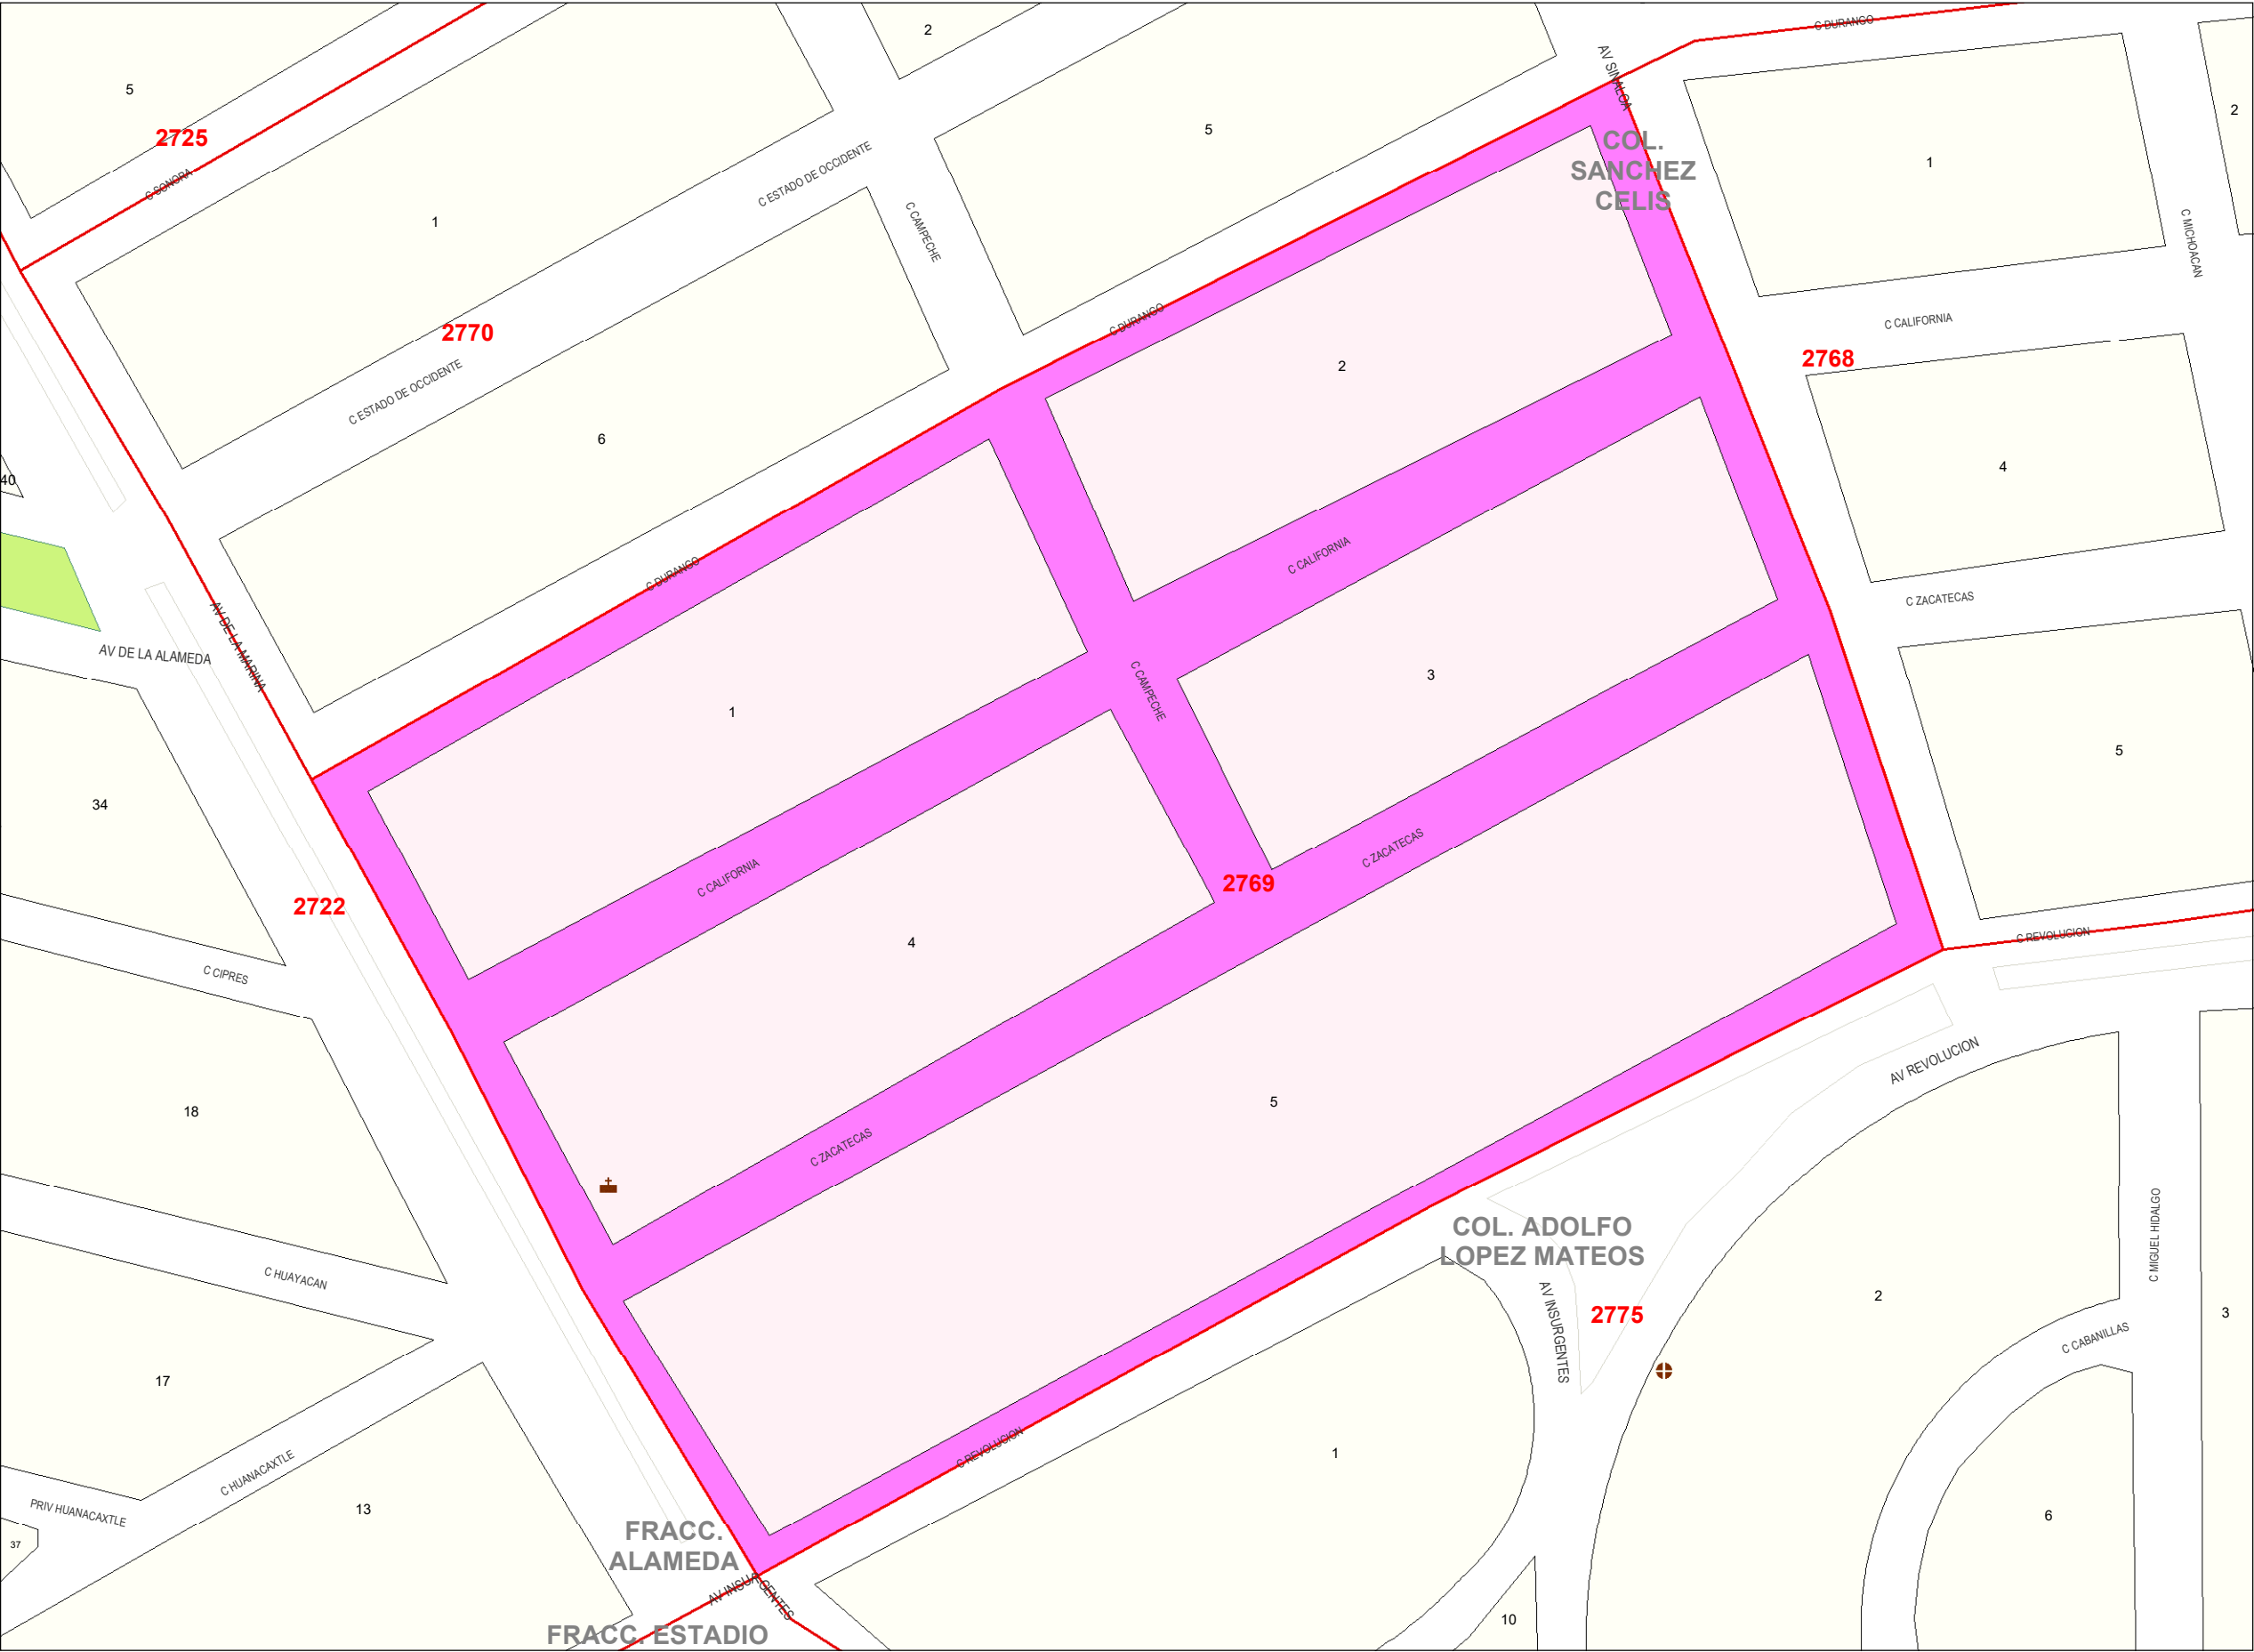 C DURANGO
2
AV SINALOA
5
2
5
2725
COL.
SANCHEZ
CELIS
1
C ESTADO DE OCCIDENTE
C SONORA
1
C CAMPECHE
C MICHOACAN
C DURANGO
C CALIFORNIA
2770
2768
2
C ESTADO DE OCCIDENTE
6
4
40
C CALIFORNIA
C DURANGO
C ZACATECAS
AV DE LA MARINA
AV DE LA ALAMEDA
3
C CAMPECHE
1
5
34
C ZACATECAS
C CALIFORNIA
2769
2722
4
C REVOLUCION
C CIPRES
AV REVOLUCION
5
18
C ZACATECAS
COL. ADOLFO
LOPEZ MATEOS
C MIGUEL HIDALGO
C HUAYACAN
2
2775
3
AV INSURGENTES
C CABANILLAS
17
C REVOLUCION
1
C HUANACAXTLE
PRIV HUANACAXTLE
13
6
FRACC.
ALAMEDA
37
AV INSURGENTES
10
FRACC. ESTADIO